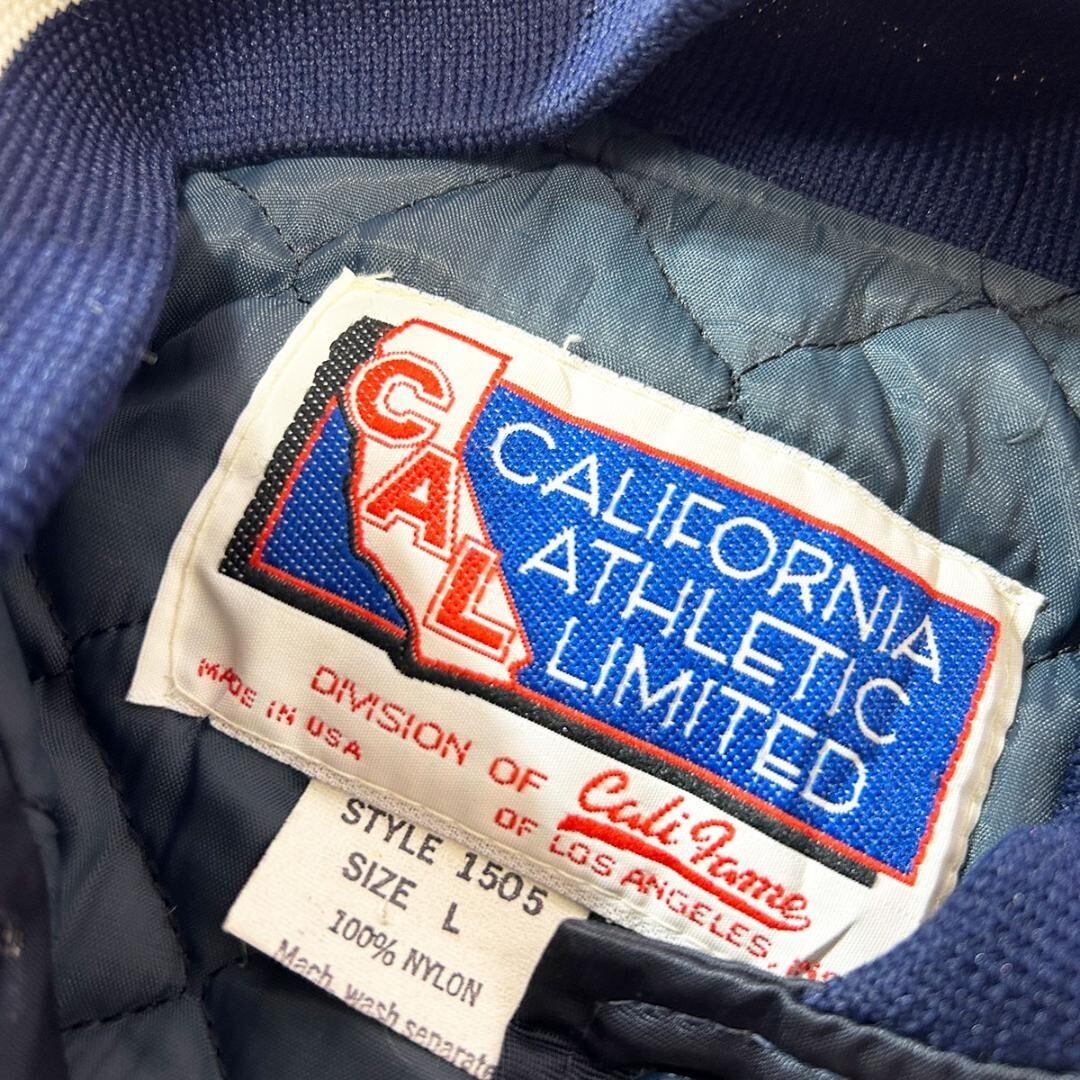 CAL
CALIFORNIA
ATHLETIC
LIMITED
DIVISION OF Cali-Fame
MADE IN USA
OF LOS ANGELES,
STYLE 1505
SIZE L
100% NYLON
Mach. wash separate